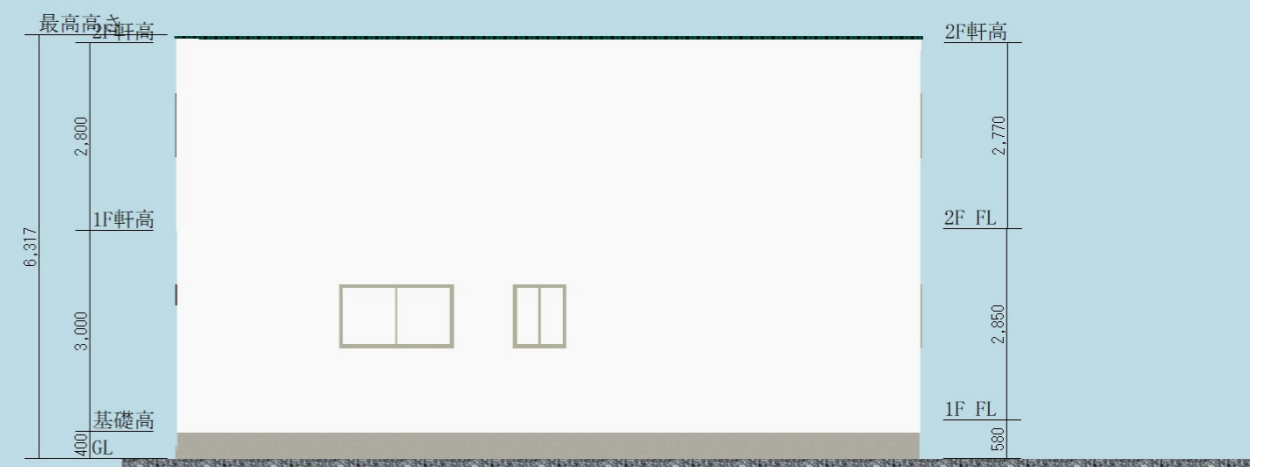 最高高さ
2F軒高
2F軒高
2,800
2,770
1F軒高
2F FL
6,317
3,000
2,850
基礎高
1F FL
400
GL
580